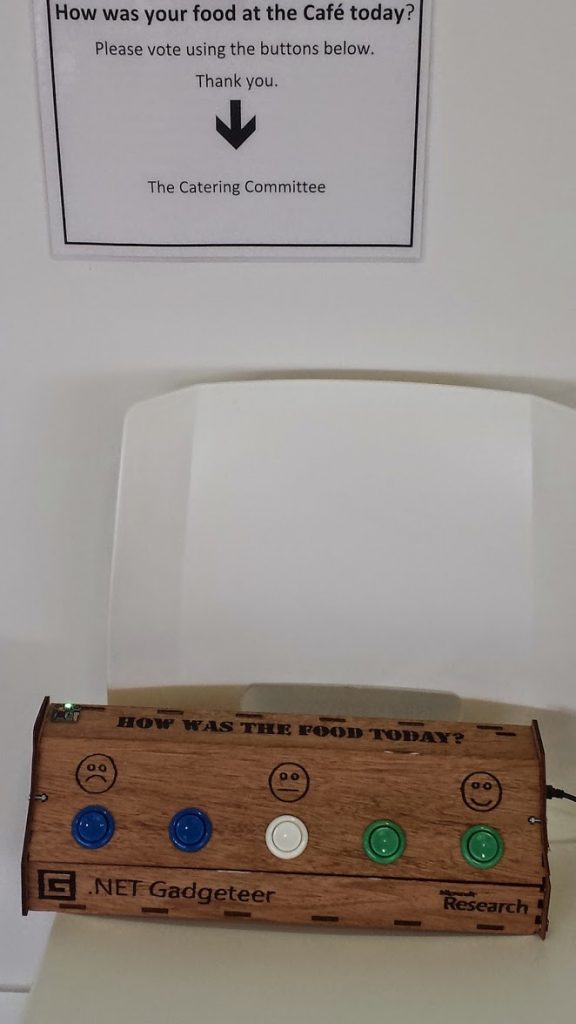 How was your food at the Café today?
Please vote using the buttons below.
Thank you.
The Catering Committee
HOW WAS THE FOOD TODAY?
G .NET Gadgeteer
Microsoft
Research